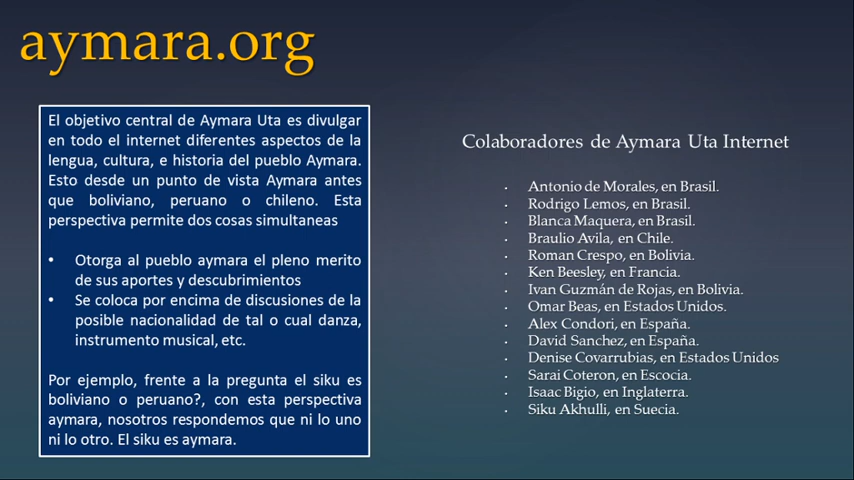 aymara.org
El objetivo central de Aymara Uta es divulgar
en todo el internet diferentes aspectos de la
lengua, cultura, e historia del pueblo Aymara.
Esto desde un punto de vista Aymara antes
que boliviano, peruano o chileno. Esta
perspectiva permite dos cosas simultaneas
• Otorga al pueblo aymara el pleno merito
de sus aportes y descubrimientos
• Se coloca por encima de discusiones de la
posible nacionalidad de tal o cual danza,
instrumento musical, etc.
Por ejemplo, frente a la pregunta el siku es
boliviano o peruano?, con esta perspectiva
aymara, nosotros respondemos que ni lo uno
ni lo otro. El siku es aymara.
Colaboradores de Aymara Uta Internet
• Antonio de Morales, en Brasil.
• Rodrigo Lemos, en Brasil.
• Blanca Maquera, en Brasil.
• Braulio Avila, en Chile.
• Roman Crespo, en Bolivia.
• Ken Beesley, en Francia.
• Ivan Guzmán de Rojas, en Bolivia.
• Omar Beas, en Estados Unidos.
• Alex Condori, en España.
• David Sanchez, en España.
• Denise Covarrubias, en Estados Unidos
• Sarai Coteron, en Escocia.
• Isaac Bigio, en Inglaterra.
• Siku Akhulli, en Suecia.